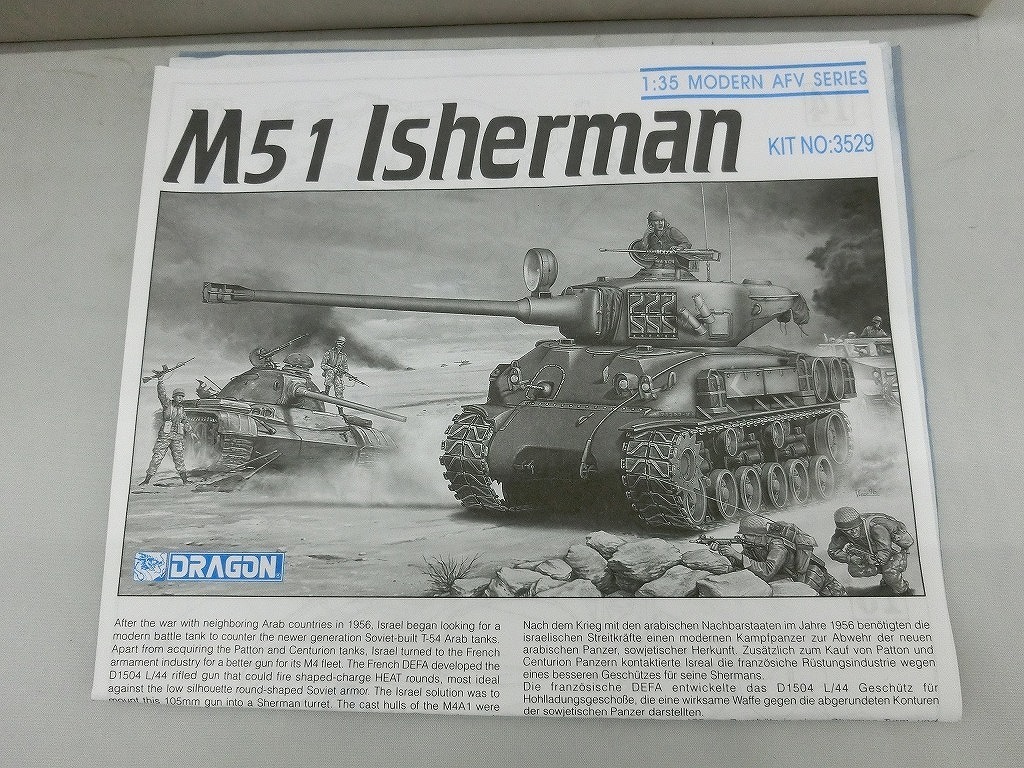 1:35 MODERN AFV SERIES
M51 Isherman
KIT NO:3529
DRAGON
After the war with neighboring Arab countries in 1956, Israel began looking for a
modern battle tank to counter the newer generation Soviet-built T-54 Arab tanks.
Apart from acquiring the Patton and Centurion tanks, Israel turned to the French
armament industry for a better gun for its M4 fleet. The French DEFA developed the
D1504 L/44 rifled gun that could fire shaped-charge HEAT rounds, most ideal
against the low silhouette round-shaped Soviet armor. The Israel solution was to
mount this 105mm gun into a Sherman turret. The cast hulls of the M4A1 were
Nach dem Krieg mit den arabischen Nachbarstaaten im Jahre 1956 benötigten die
israelischen Streitkräfte einen modernen Kampfpanzer zur Abwehr der neuen
arabischen Panzer, sowjetischer Herkunft. Zusätzlich zum Kauf von Patton und
Centurion Panzern kontaktierte Isreal die französiche Rüstungsindustrie wegen
eines besseren Geschützes für seine Shermans.
Die französische DEFA entwickelte das D1504 L/44 Geschütz für
Hohlladungsgeschoße, die eine wirksame Waffe gegen die abgerundeten Konturen
der sowjetischen Panzer darstellten.